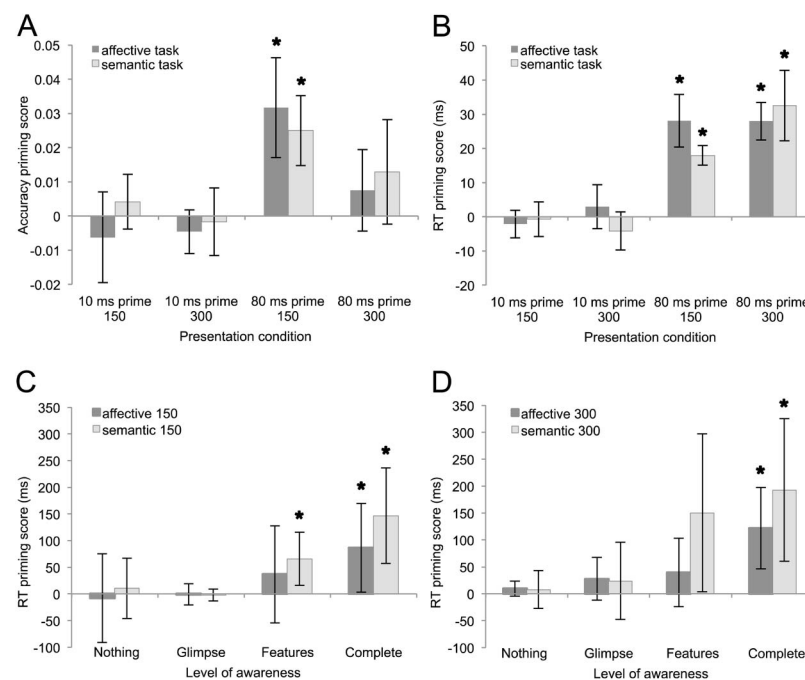 A
Accuracy priming score
0.05
0.04
0.03
0.02
0.01
0
-0.01
-0.02
affective task
semantic task
*
*
10 ms prime 10 ms prime 80 ms prime 80 ms prime
150 300 150 300
Presentation condition
B
RT priming score (ms)
50
40
30
20
10
0
-10
-20
affective task
semantic task
*
*
*
*
10 ms prime 10 ms prime 80 ms prime 80 ms prime
150 300 150 300
Presentation condition
C
RT priming score (ms)
350
300
250
200
150
100
50
0
-50
-100
affective 150
semantic 150
*
*
*
Nothing Glimpse Features Complete
Level of awareness
D
RT priming score (ms)
350
300
250
200
150
100
50
0
-50
-100
affective 300
semantic 300
*
*
Nothing Glimpse Features Complete
Level of awareness